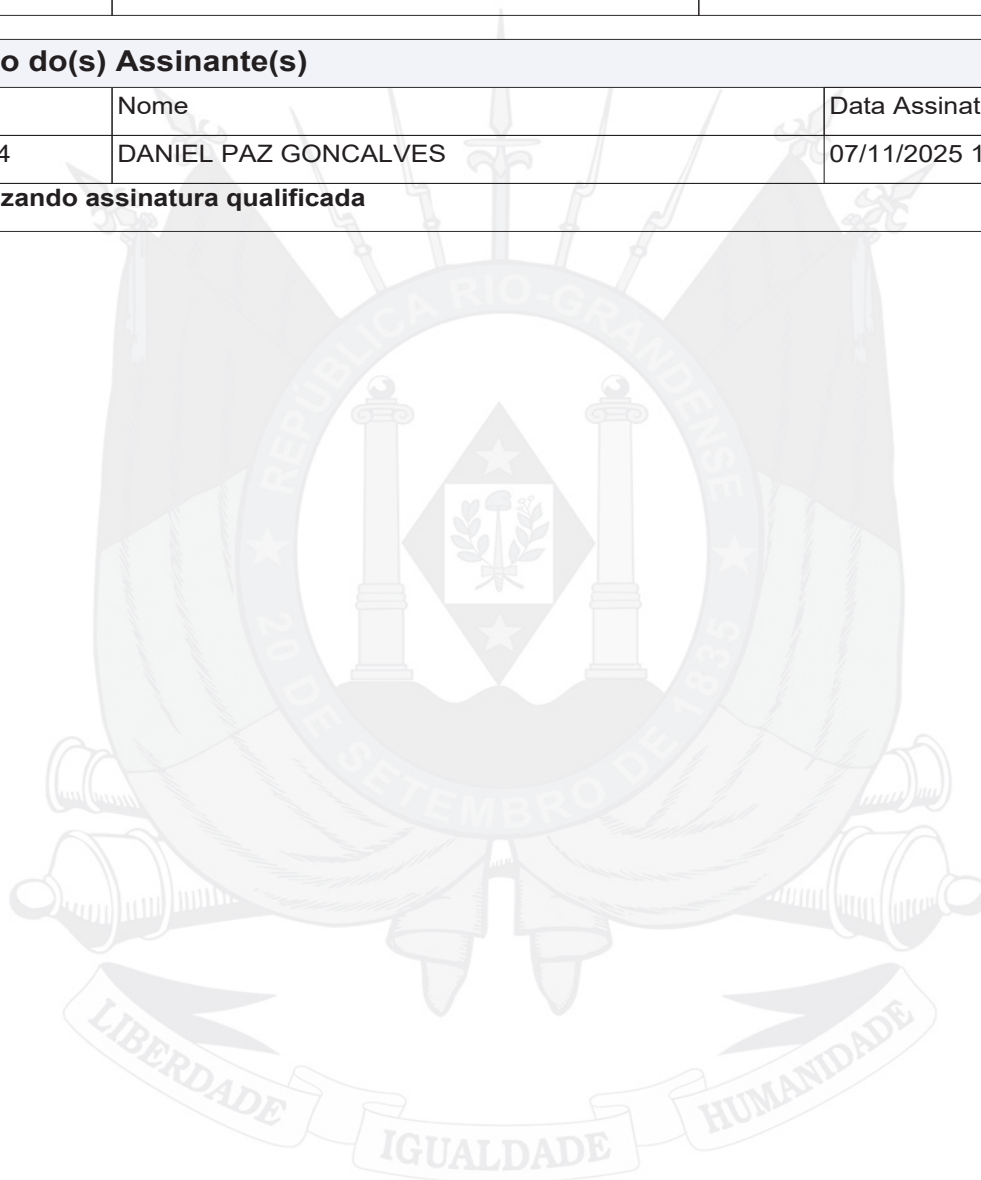 o do(s) Assinante(s)
Nome
Data Assinat
4
DANIEL PAZ GONCALVES
07/11/2025 1
zando assinatura qualificada
REPÚBLICA RIO-GRANDENSE
★ 20 DE SETEMBRO DE 1835 ★
LIBERDADE
IGUALDADE
HUMANIDADE